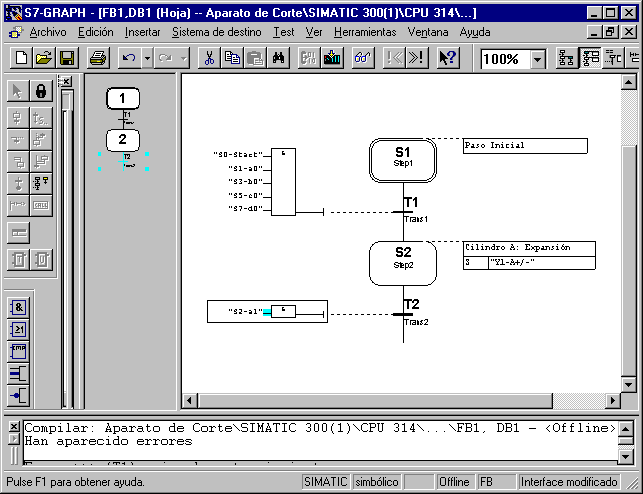 S7-GRAPH - [FB1,DB1 (Hoja) -- Aparato de Corte\SIMATIC 300(1)\CPU 314\...]
Archivo Edición Insertar Sistema de destino Test Ver Herramientas Ventana Ayuda
100%
1
T1
2
T2
S1
Step1
Paso Inicial
"S0-Start"
"S1-a0"
"S3-b0"
"S5-c0"
"S7-d0"
&
T1
Trans1
S2
Step2
Cilindro A: Expansión
S "Y1-A+/-"
"S2-a1"
&
T2
Trans2
&
≥1
CMP
Compilar: Aparato de Corte\SIMATIC 300(1)\CPU 314\...\FB1, DB1 - <Offline>
Han aparecido errores
Pulse F1 para obtener ayuda. SIMATIC simbólico Offline FB Interface modificado